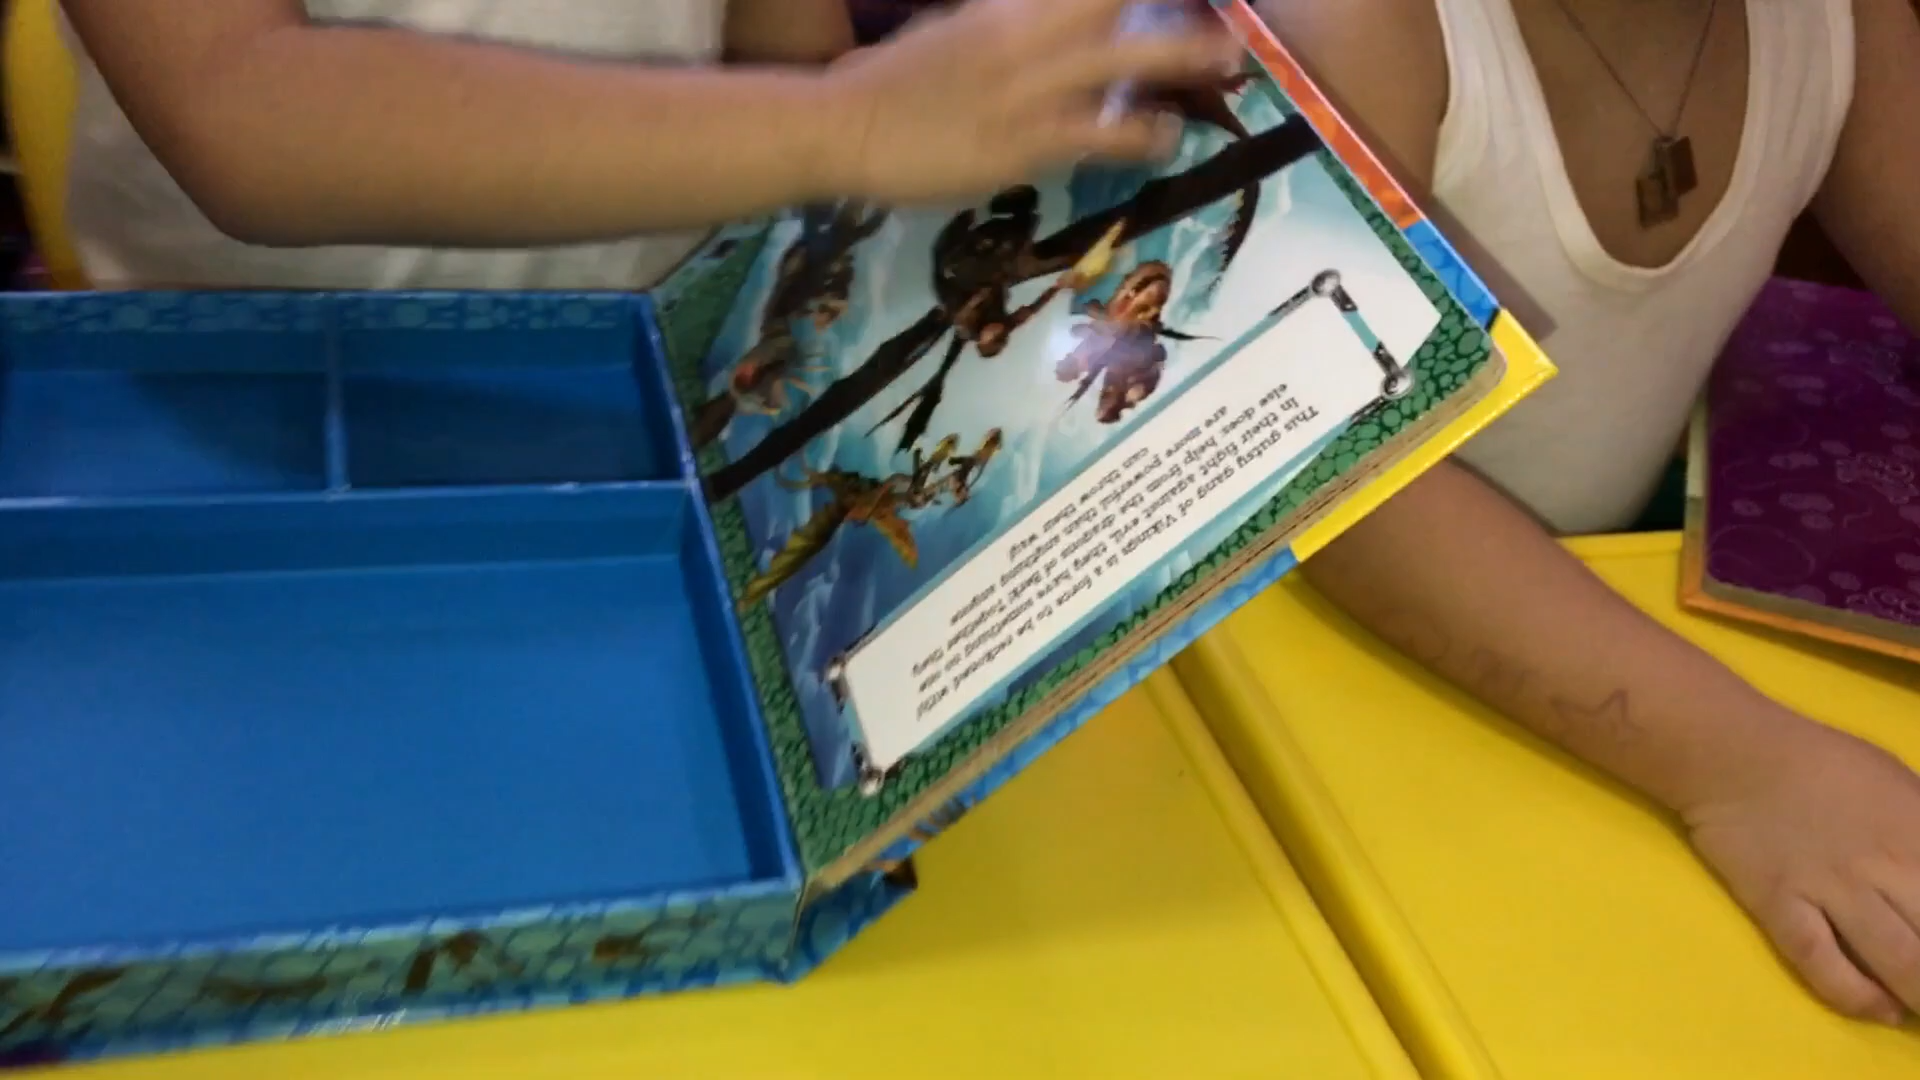 This gutsy gang of Vikings is a force to be reckoned with!
in their fight against evil, they have something no one
else does: help from the dragons of Berk! Together they
are more powerful than anything anyone
can throw their way!